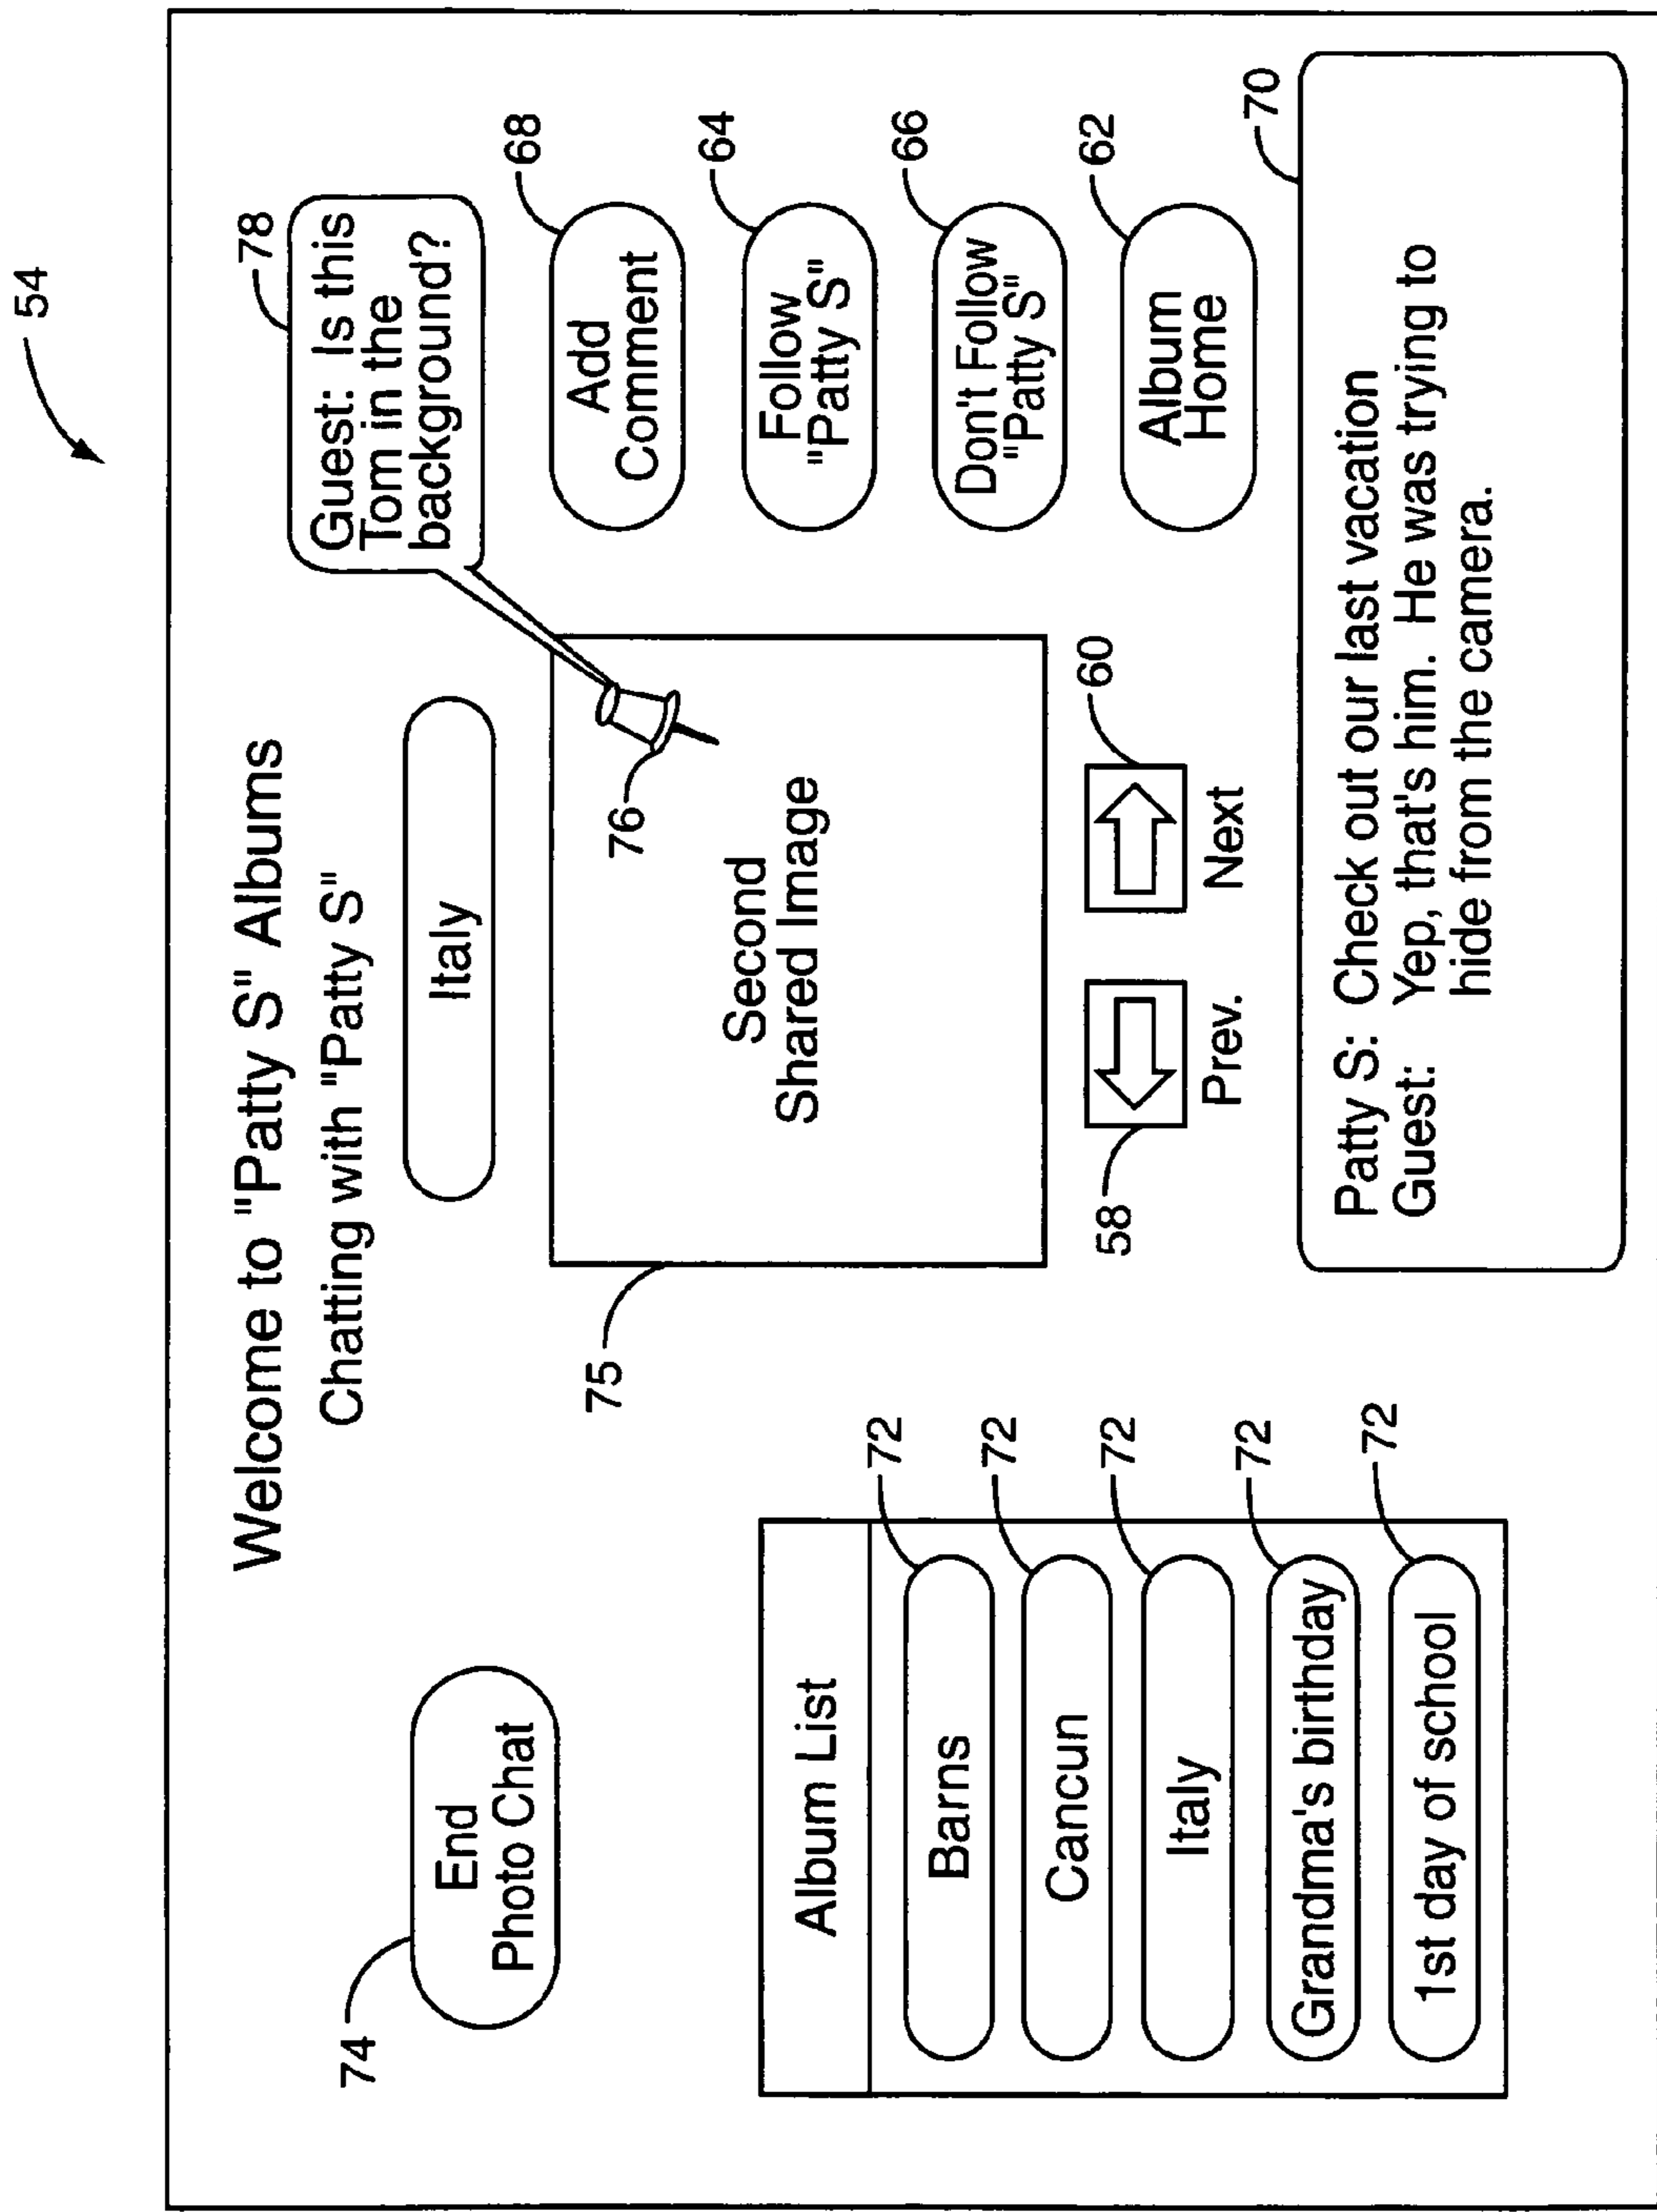 54
Welcome to "Patty S" Albums
Chatting with "Patty S"
74
End
Photo Chat
Italy
78
Guest: Is this
Tom in the
background?
75
76
Second
Shared Image
68
Add
Comment
64
Follow
"Patty S"
66
Don't Follow
"Patty S"
62
Album
Home
Album List
Barns
72
Cancun
72
Italy
72
Grandma's birthday
72
1st day of school
72
58
Prev.
60
Next
70
Patty S: Check out our last vacation
Guest: Yep, that's him. He was trying to
hide from the camera.